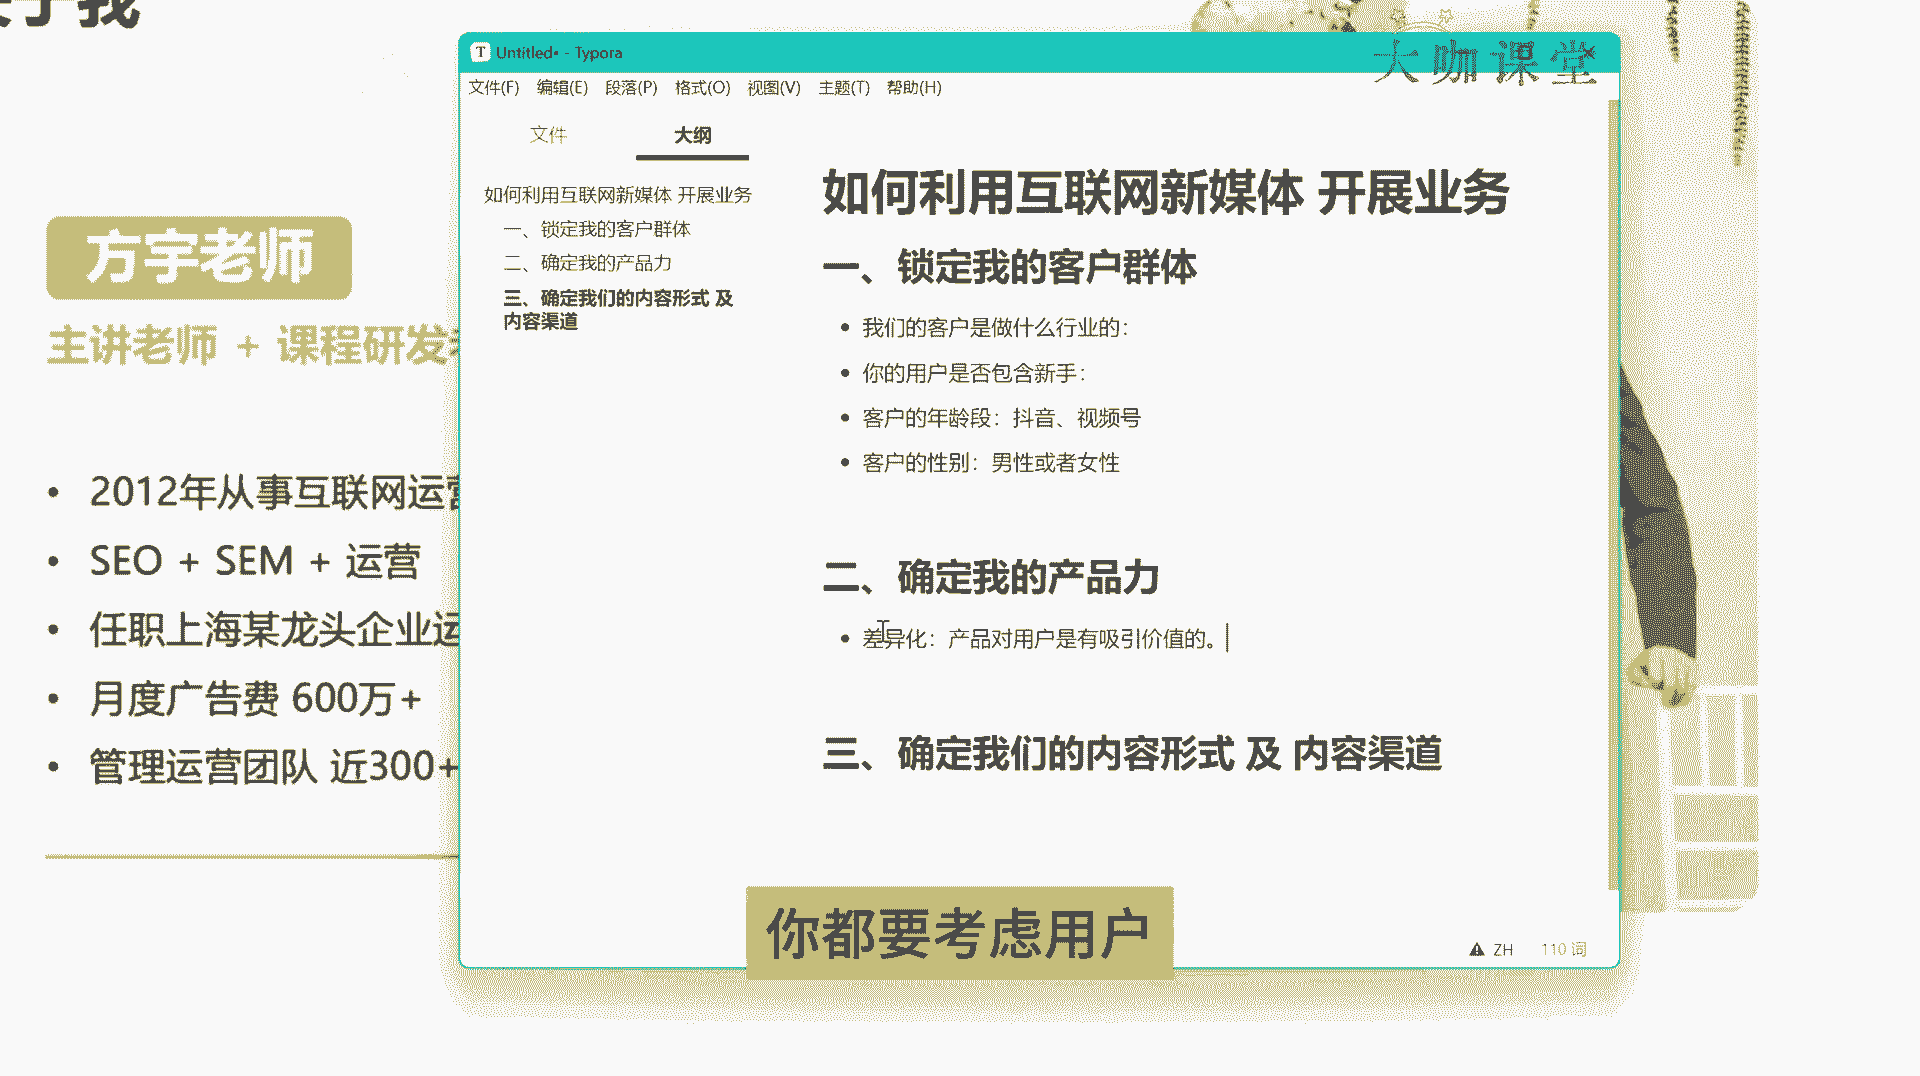 方宇老师
主讲老师 + 课程研发
2012年从事互联网运营
SEO + SEM + 运营
任职上海某龙头企业运
月度广告费 600万+
管理运营团队 近300+
Untitled• - Typora
大咖课堂
文件(F) 编辑(E) 段落(P) 格式(O) 视图(V) 主题(T) 帮助(H)
文件 大纲
如何利用互联网新媒体 开展业务
一、锁定我的客户群体
二、确定我的产品力
三、确定我们的内容形式 及
内容渠道
如何利用互联网新媒体 开展业务
一、锁定我的客户群体
我们的客户是做什么行业的：
你的用户是否包含新手：
客户的年龄段：抖音、视频号
客户的性别：男性或者女性
二、确定我的产品力
差异化：产品对用户是有吸引价值的。
三、确定我们的内容形式 及 内容渠道
你都要考虑用户
ZH 110 词